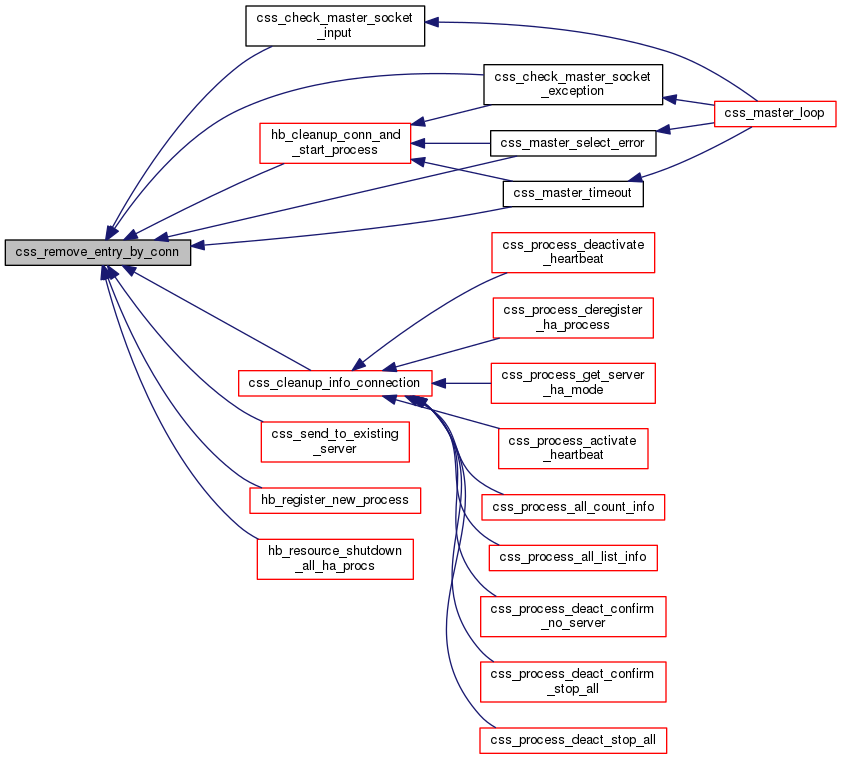 css_check_master_socket
_input
css_check_master_socket
_exception
css_master_loop
hb_cleanup_conn_and
_start_process
css_master_select_error
css_master_timeout
css_remove_entry_by_conn
css_process_deactivate
_heartbeat
css_process_deregister
_ha_process
css_cleanup_info_connection
css_process_get_server
_ha_mode
css_send_to_existing
_server
css_process_activate
_heartbeat
hb_register_new_process
css_process_all_count_info
hb_resource_shutdown
_all_ha_procs
css_process_all_list_info
css_process_deact_confirm
_no_server
css_process_deact_confirm
_stop_all
css_process_deact_stop_all